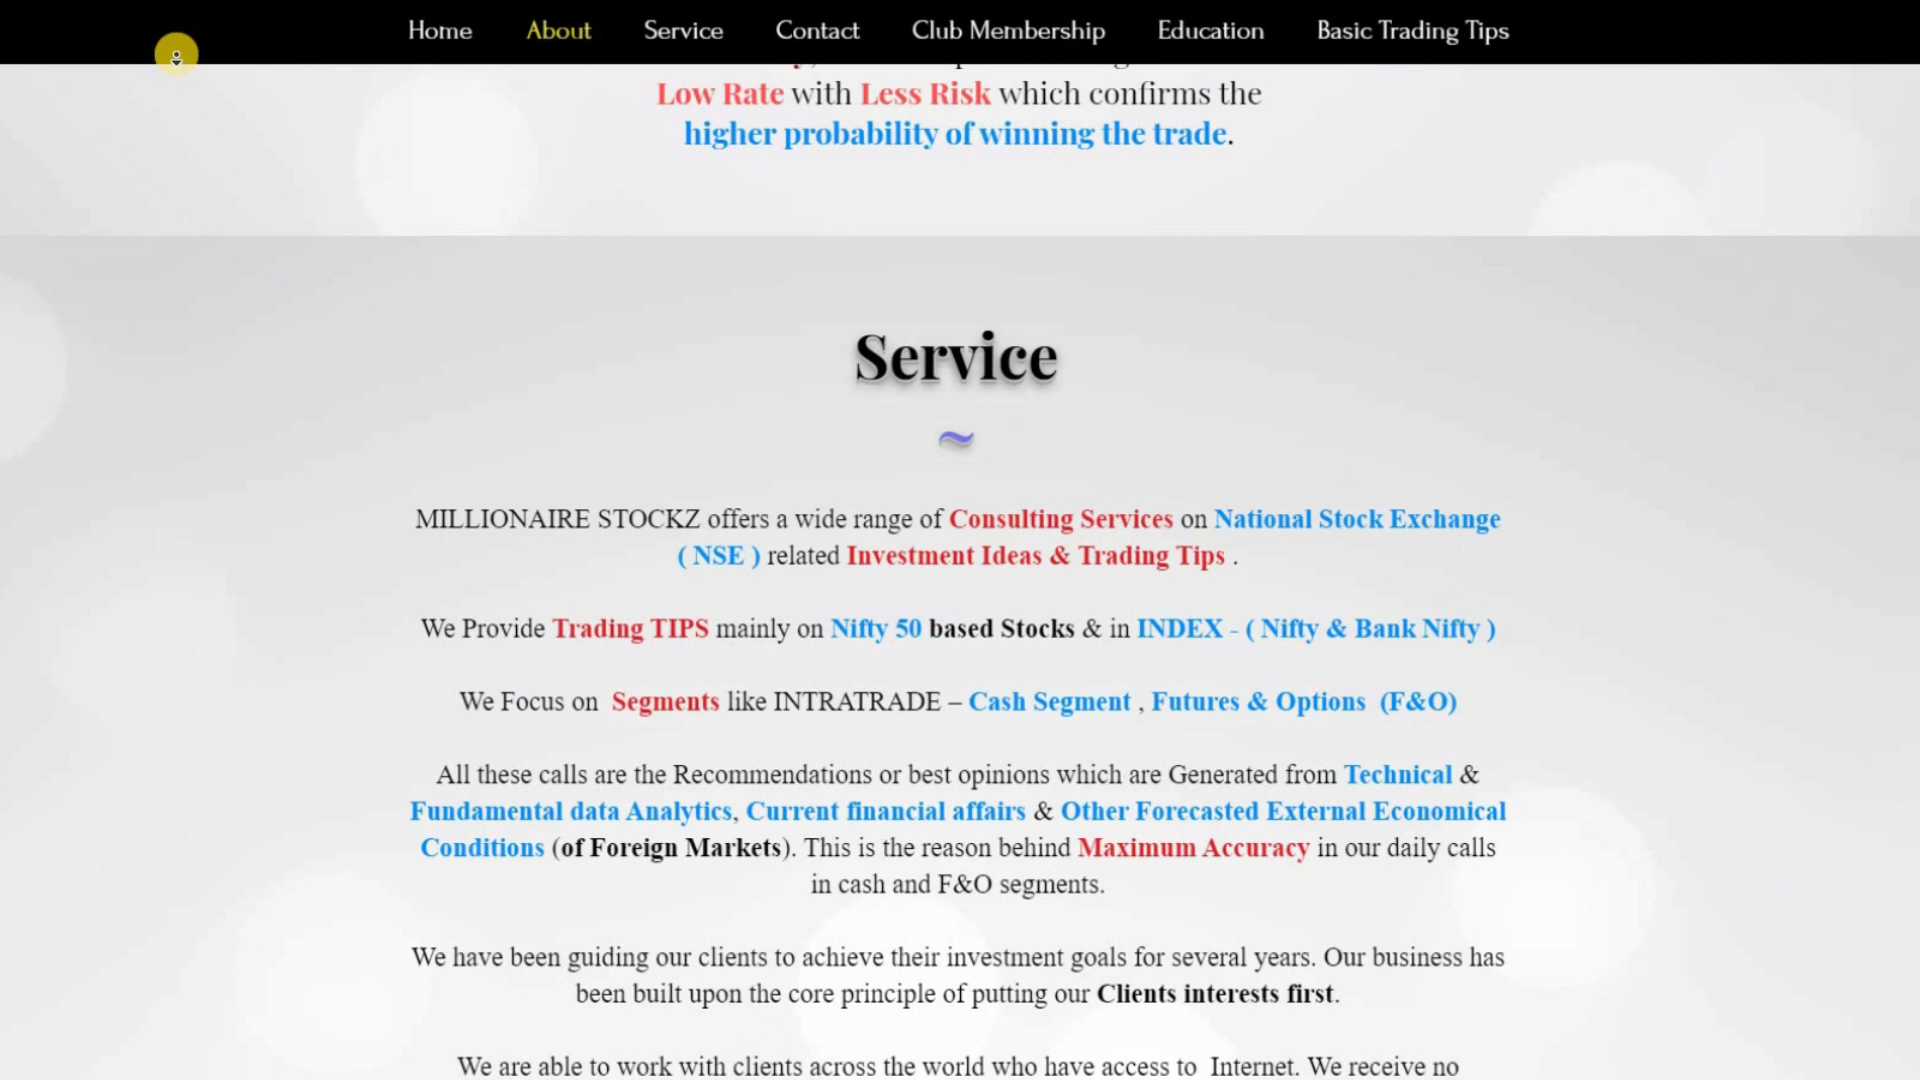 Home About Service Contact Club Membership Education Basic Trading Tips
Low Rate with Less Risk which confirms the
higher probability of winning the trade.
Service
~
MILLIONAIRE STOCKZ offers a wide range of Consulting Services on National Stock Exchange
( NSE ) related Investment Ideas & Trading Tips .
We Provide Trading TIPS mainly on Nifty 50 based Stocks & in INDEX - ( Nifty & Bank Nifty )
We Focus on  Segments like INTRATRADE – Cash Segment , Futures & Options  (F&O)
All these calls are the Recommendations or best opinions which are Generated from Technical &
Fundamental data Analytics, Current financial affairs & Other Forecasted External Economical
Conditions (of Foreign Markets). This is the reason behind Maximum Accuracy in our daily calls
in cash and F&O segments.
We have been guiding our clients to achieve their investment goals for several years. Our business has
been built upon the core principle of putting our Clients interests first.
We are able to work with clients across the world who have access to  Internet. We receive no